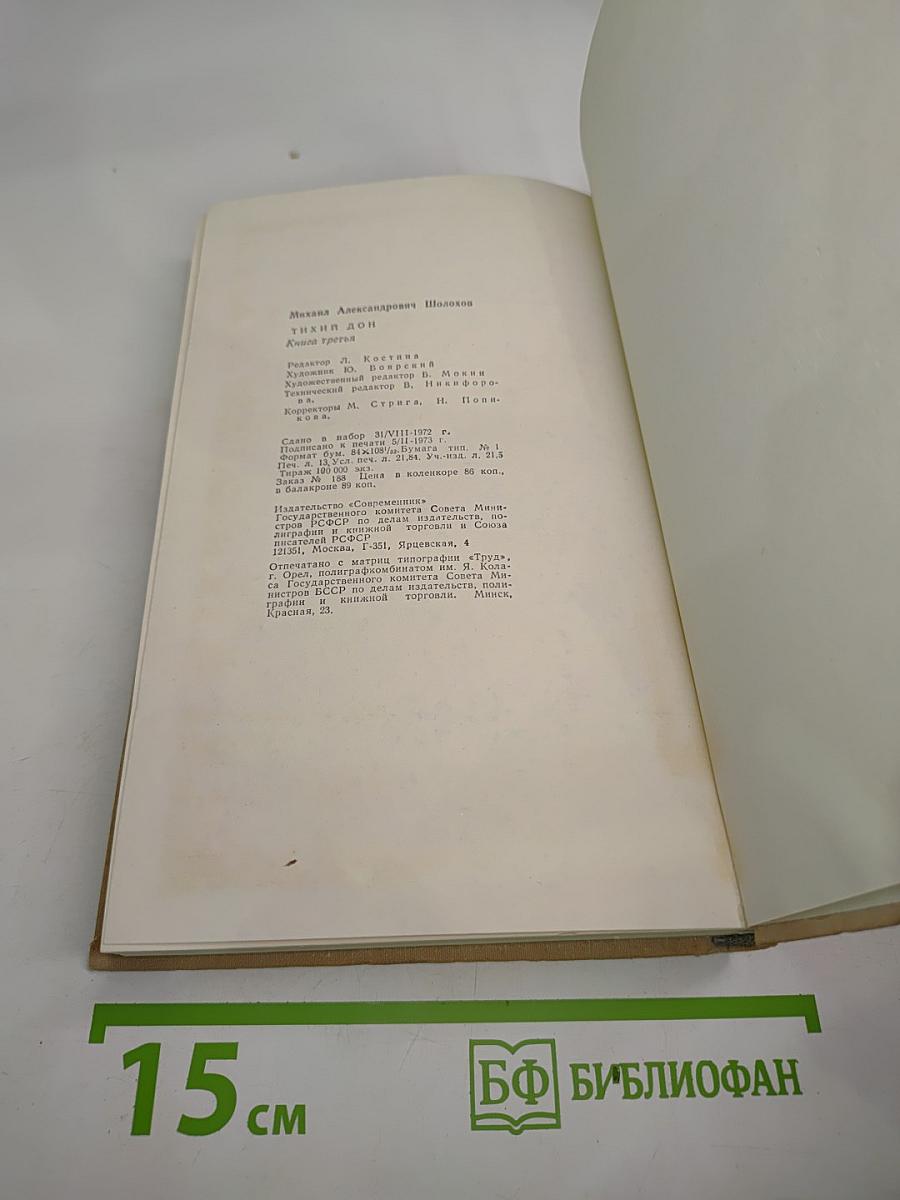 Михаил Александрович Шолохов
ТИХИЙ ДОН
Книга третья
Редактор Л. Костина
Художник Ю. Боярский
Художественный редактор Б. Мокин
Технический редактор В. Никифоро-
ва.
Корректоры М. Стрига, Н. Попи-
кова.
Сдано в набор 31/VIII-1972 г.
Подписано к печати 5/II-1973 г.
Формат бум. 84×108¹/₃₂. Бумага тип. № 1.
Печ. л. 13. Усл. печ. л. 21,84. Уч.-изд. л. 21,5
Тираж 100 000 экз.
Заказ № 188 Цена в коленкоре 86 коп.,
в балакроне 89 коп.
Издательство «Современник»
Государственного комитета Совета Мини-
стров РСФСР по делам издательств, по-
лиграфии и книжной торговли и Союза
писателей РСФСР
121351, Москва, Г-351, Ярцевская, 4
Отпечатано с матриц типографии «Труд»,
г. Орел, полиграфкомбинатом им. Я. Кола-
са Государственного комитета Совета Ми-
нистров БССР по делам издательств, поли-
графии и книжной торговли. Минск,
Красная, 23.
15 см
БФ БИБЛИОФАН